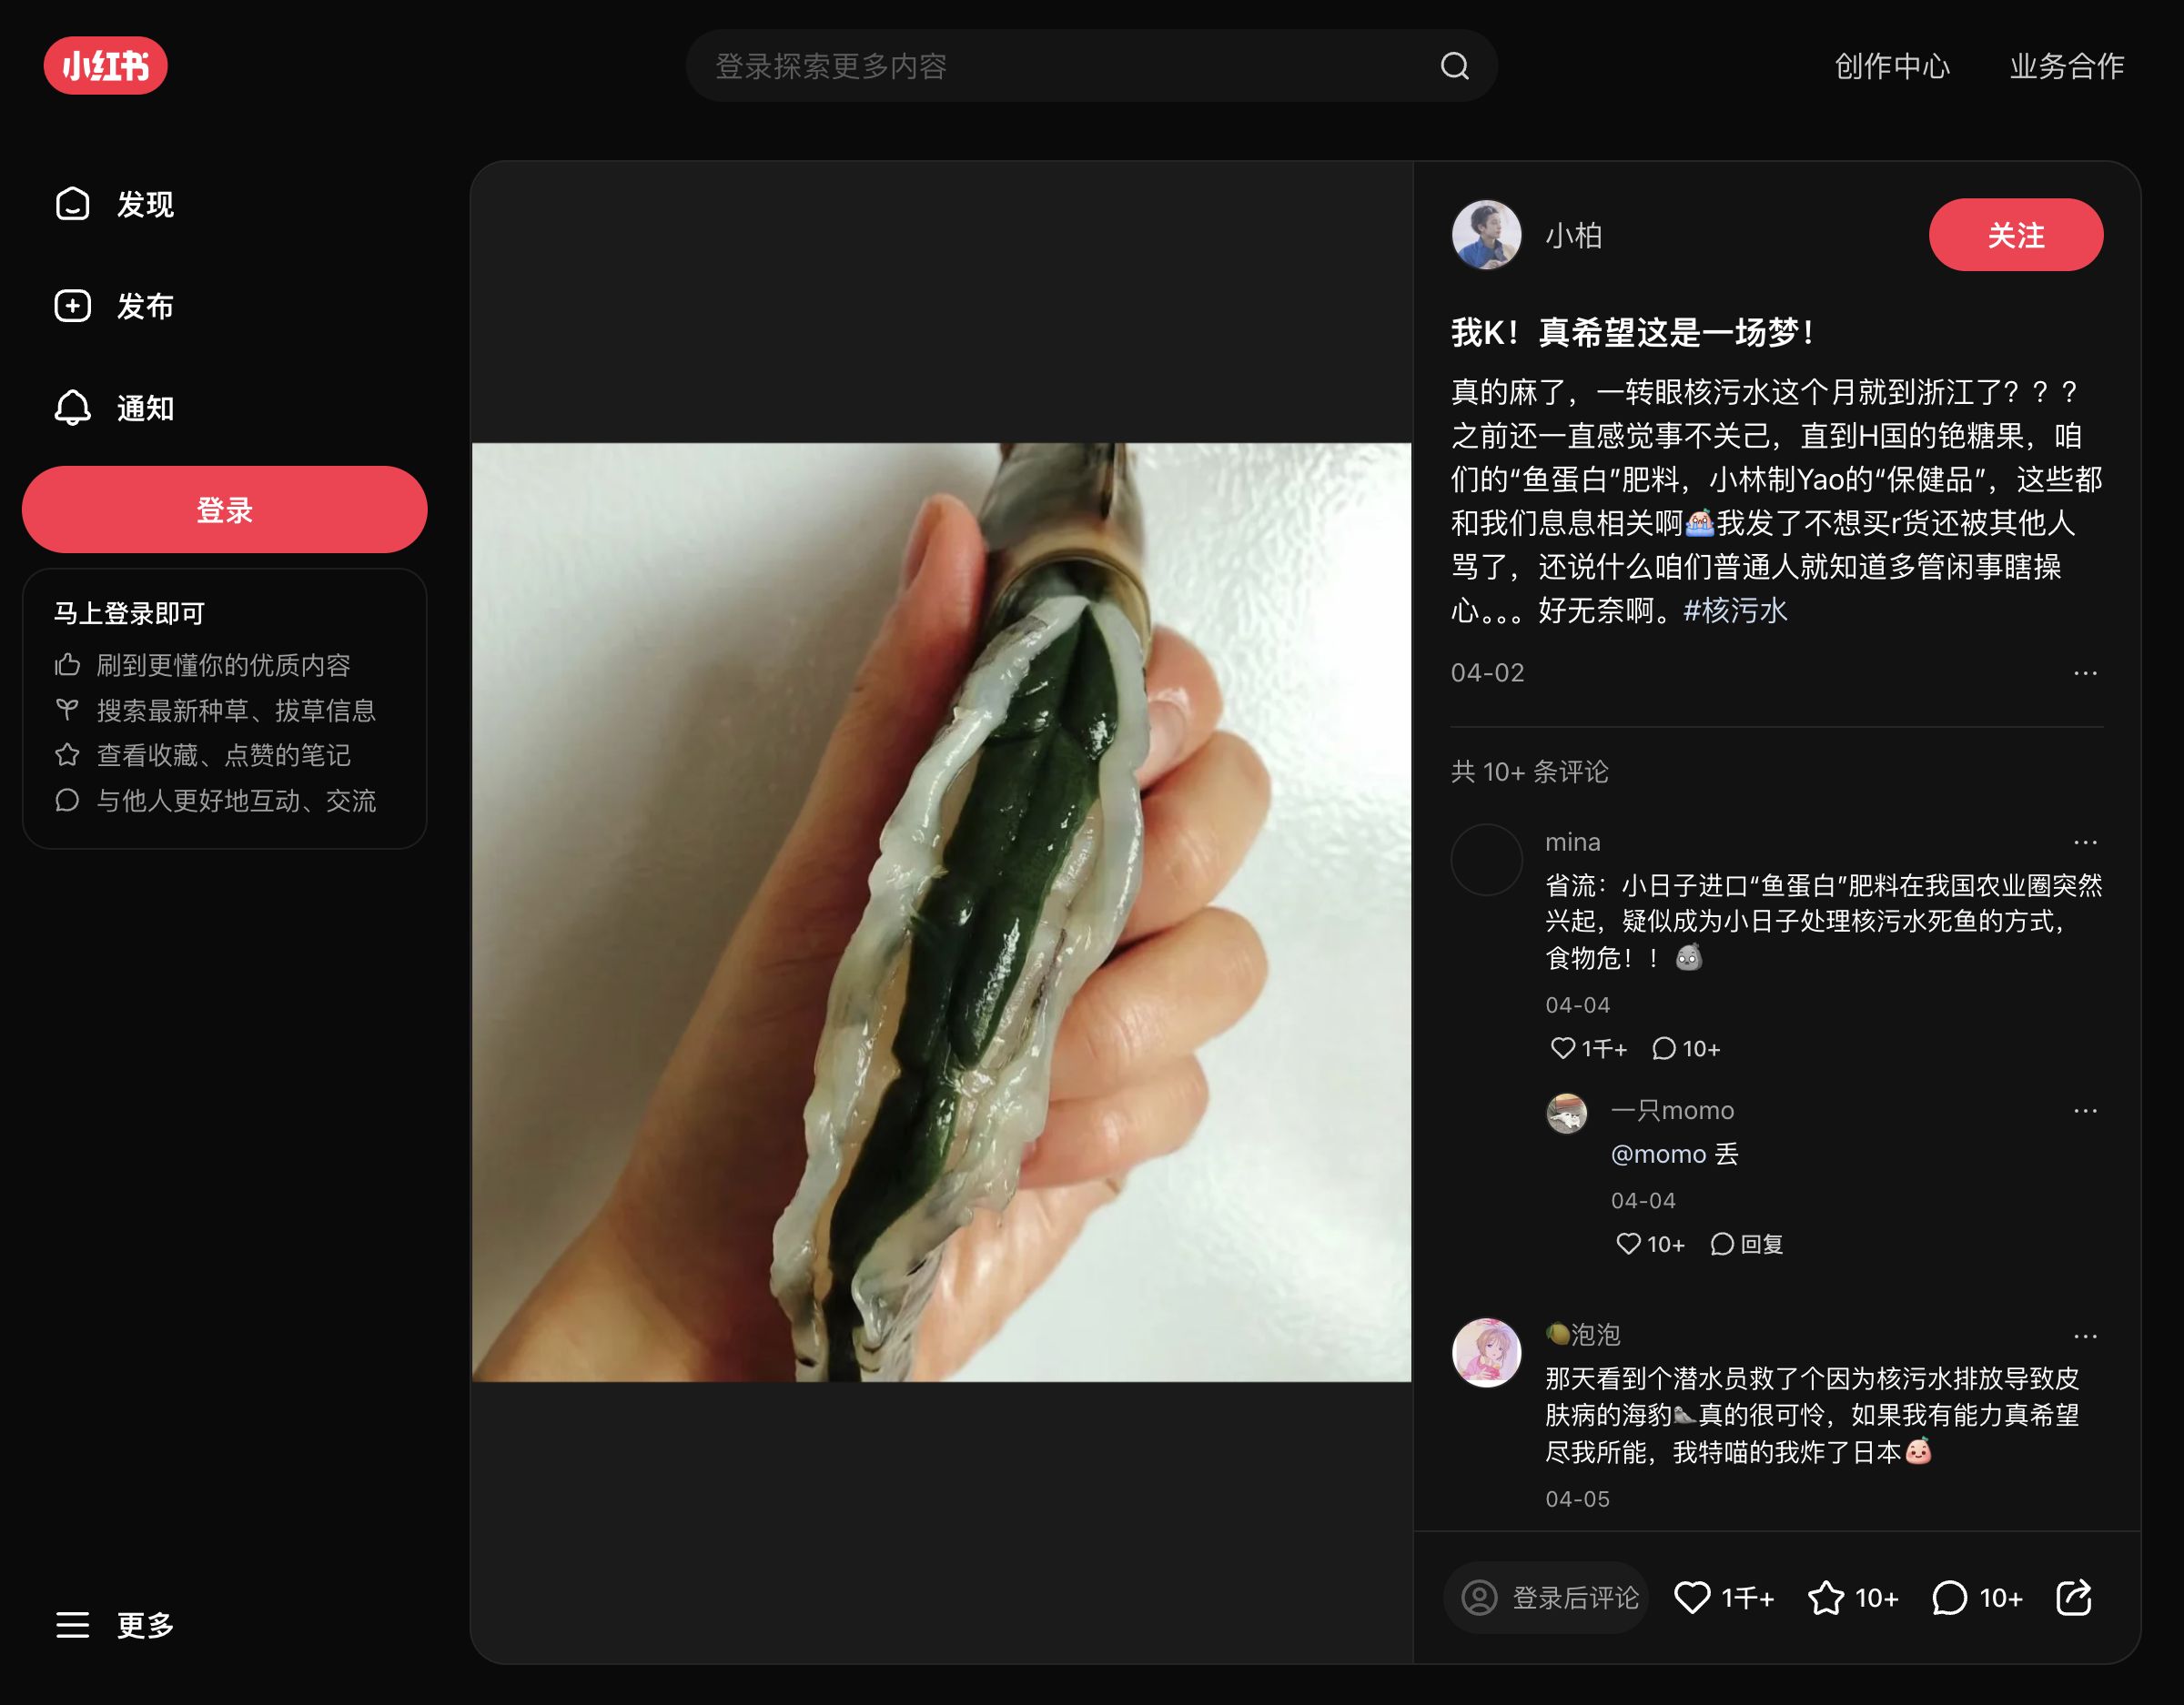 小红书
登录探索更多内容
创作中心
业务合作
发现
发布
通知
登录
马上登录即可
刷到更懂你的优质内容
搜索最新种草、拔草信息
查看收藏、点赞的笔记
与他人更好地互动、交流
更多
小柏
关注
我K！真希望这是一场梦！
真的麻了，一转眼核污水这个月就到浙江了？？？
之前还一直感觉事不关己，直到H国的铯糖果，咱
们的“鱼蛋白”肥料，小林制Yao的“保健品”，这些都
和我们息息相关啊😭我发了不想买r货还被其他人
骂了，还说什么咱们普通人就知道多管闲事瞎操
心。。。好无奈啊。#核污水
04-02
共 10+ 条评论
mina
省流：小日子进口“鱼蛋白”肥料在我国农业圈突然
兴起，疑似成为小日子处理核污水死鱼的方式，
食物危！！
04-04
1千+
10+
一只momo
@momo 丢
04-04
10+
回复
🍋泡泡
那天看到个潜水员救了个因为核污水排放导致皮
肤病的海豹🦭真的很可怜，如果我有能力真希望
尽我所能，我特喵的我炸了日本
04-05
登录后评论
1千+
10+
10+